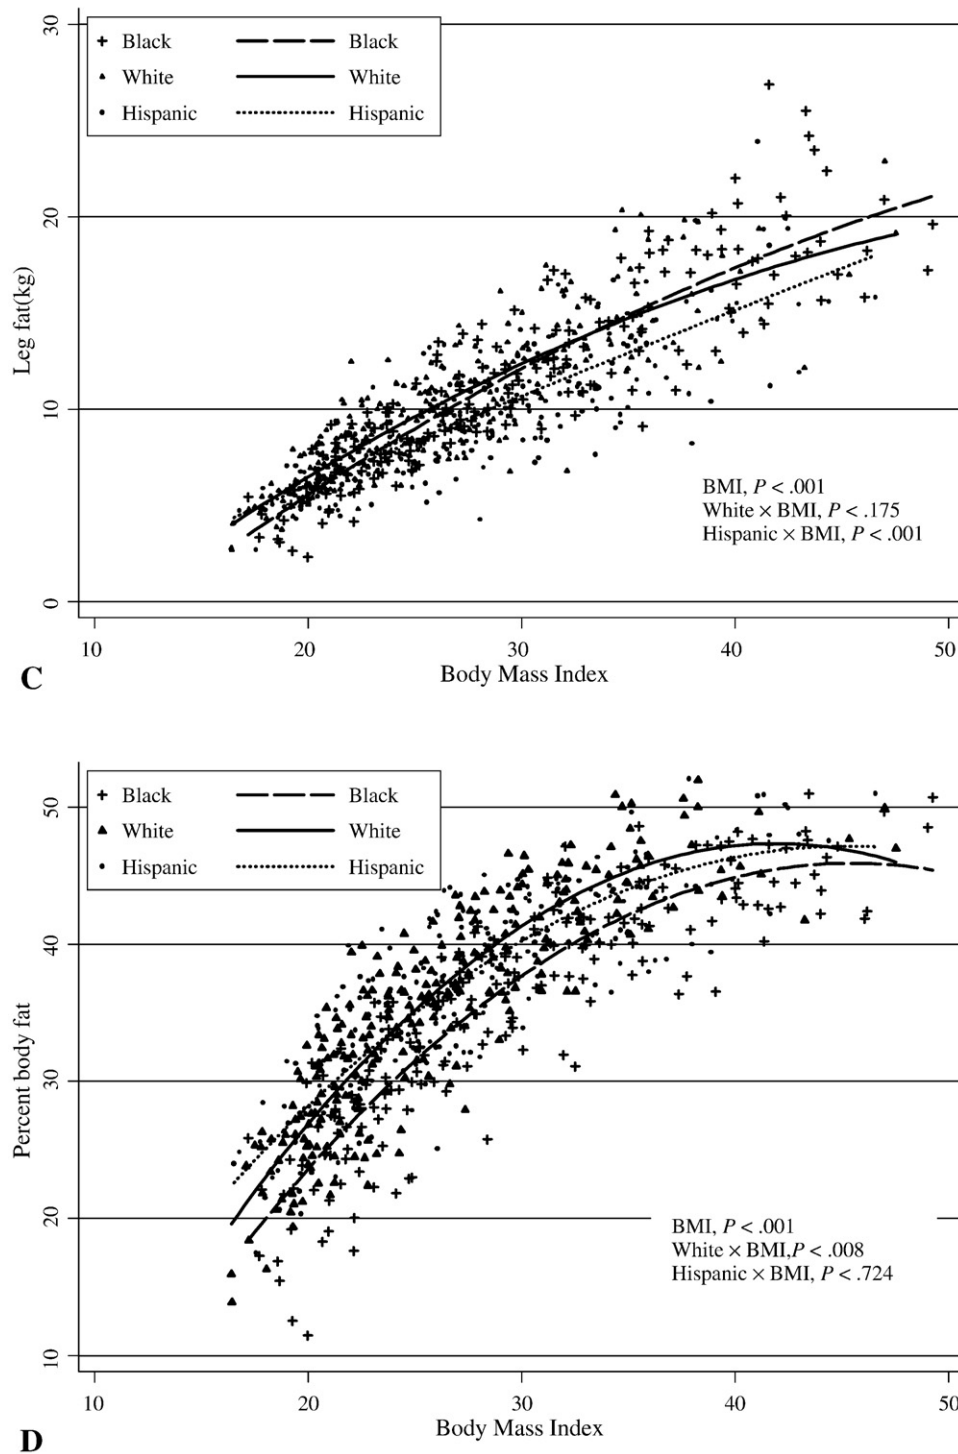 30
+ Black Black
▲ White White
• Hispanic Hispanic
20
Leg fat(kg)
10
BMI, P < .001
White × BMI, P < .175
Hispanic × BMI, P < .001
0
10 20 30 40 50
C
Body Mass Index
+ Black Black
50
▲ White White
• Hispanic Hispanic
40
Percent body fat
30
20
BMI, P < .001
White × BMI,P < .008
Hispanic × BMI, P < .724
10
10 20 30 40 50
D
Body Mass Index